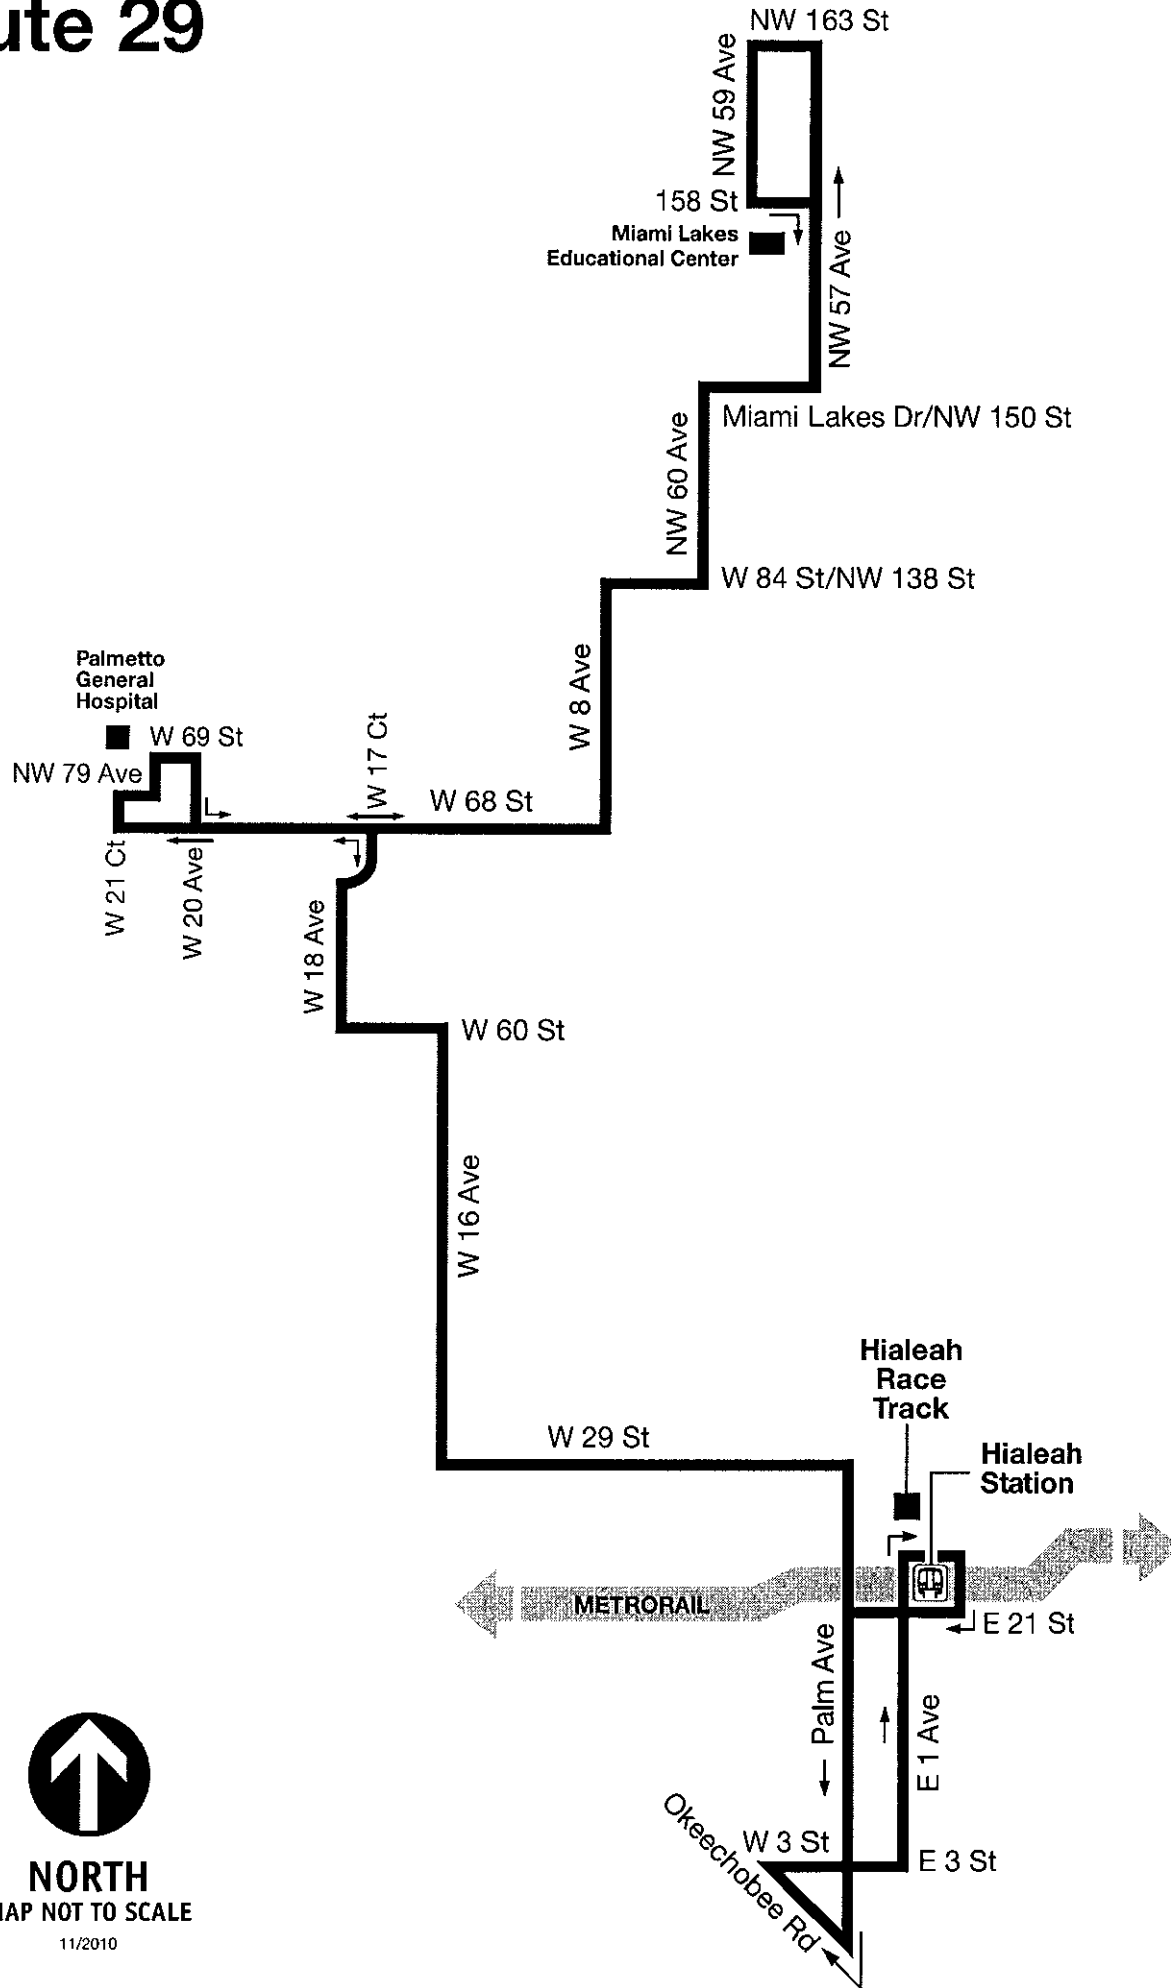 ute 29
NW 163 St
NW 59 Ave
158 St
Miami Lakes
Educational Center
NW 57 Ave
Miami Lakes Dr/NW 150 St
NW 60 Ave
W 84 St/NW 138 St
W 8 Ave
Palmetto
General
Hospital
W 69 St
NW 79 Ave
W 17 Ct
W 68 St
W 21 Ct
W 20 Ave
W 18 Ave
W 60 St
W 16 Ave
Hialeah
Race
Track
W 29 St
Hialeah
Station
METRORAIL
E 21 St
Palm Ave
E 1 Ave
Okeechobee Rd
W 3 St
E 3 St
NORTH
MAP NOT TO SCALE
11/2010